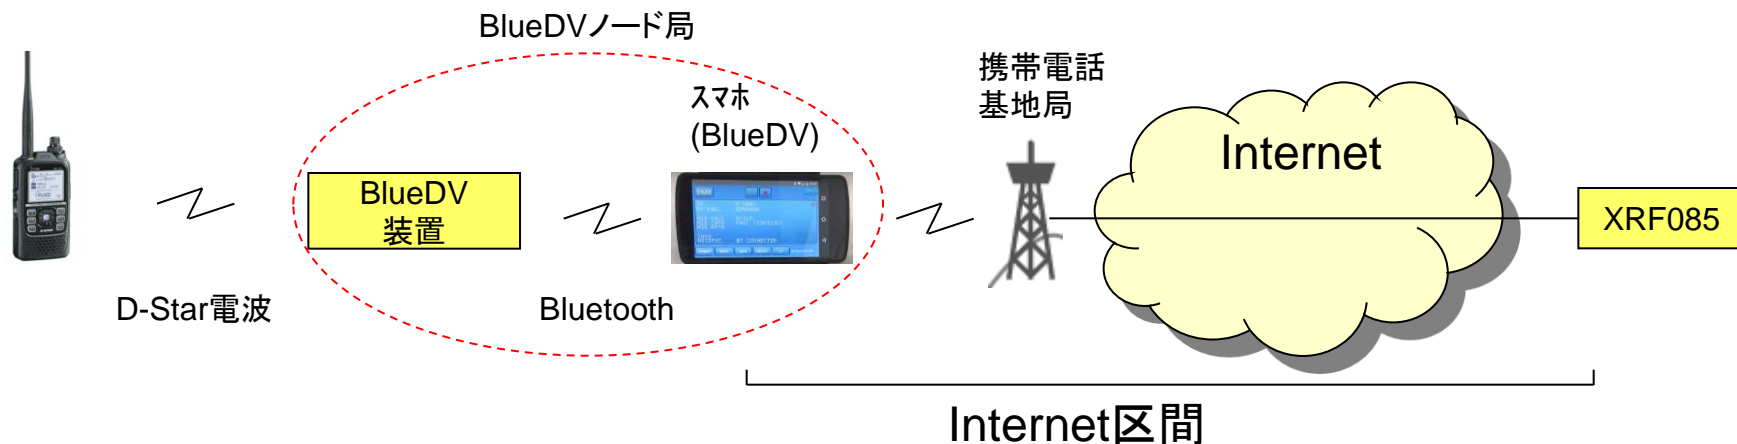 BlueDVノード局
携帯電話
基地局
スマホ
(BlueDV)
Internet
BlueDV
装置
XRF085
D-Star電波
Bluetooth
Internet区間